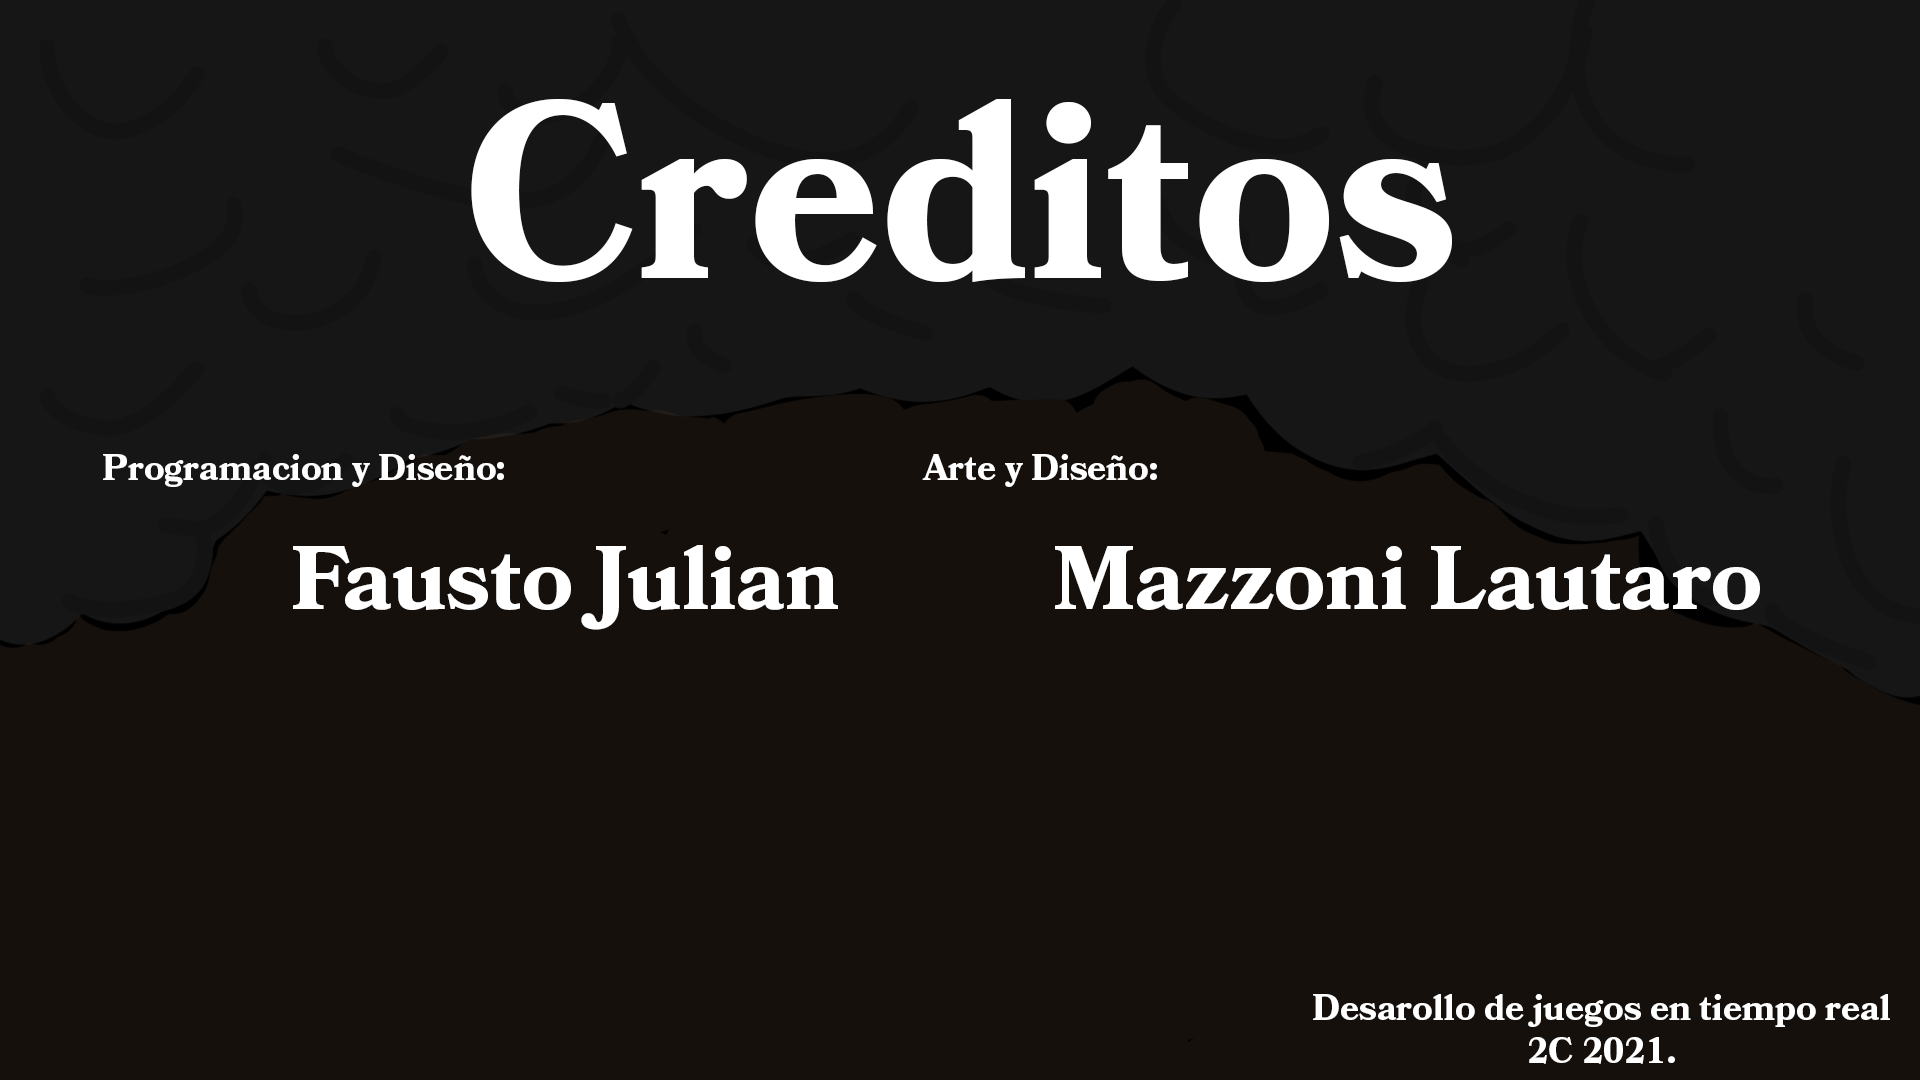 Creditos
Programacion y Diseño:
Fausto Julian
Arte y Diseño:
Mazzoni Lautaro
Desarollo de juegos en tiempo real
2C 2021.